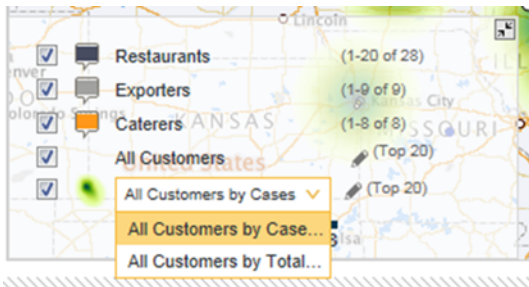 Lincoln
Restaurants (1-20 of 28)
Exporters (1-9 of 9)
Kansas City
Caterers (1-8 of 8)
KANSAS
All Customers (Top 20)
United States
All Customers by Cases (Top 20)
All Customers by Case...
All Customers by Total...